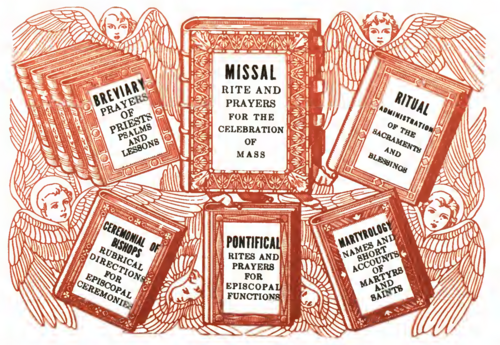 BREVIARY
PRAYERS
OF
PRIESTS
PSALMS
AND
LESSONS
MISSAL
RITE AND
PRAYERS
FOR THE
CELEBRATION
OF
MASS
RITUAL
ADMINISTRATION
OF THE
SACRAMENTS
AND
BLESSINGS
CEREMONIAL OF
BISHOPS
RUBRICAL
DIRECTIONS
FOR
EPISCOPAL
CEREMONIES
PONTIFICAL
RITES AND
PRAYERS
FOR
EPISCOPAL
FUNCTIONS
MARTYROLOGY
NAMES AND
SHORT
ACCOUNTS
OF
MARTYRS
AND
SAINTS